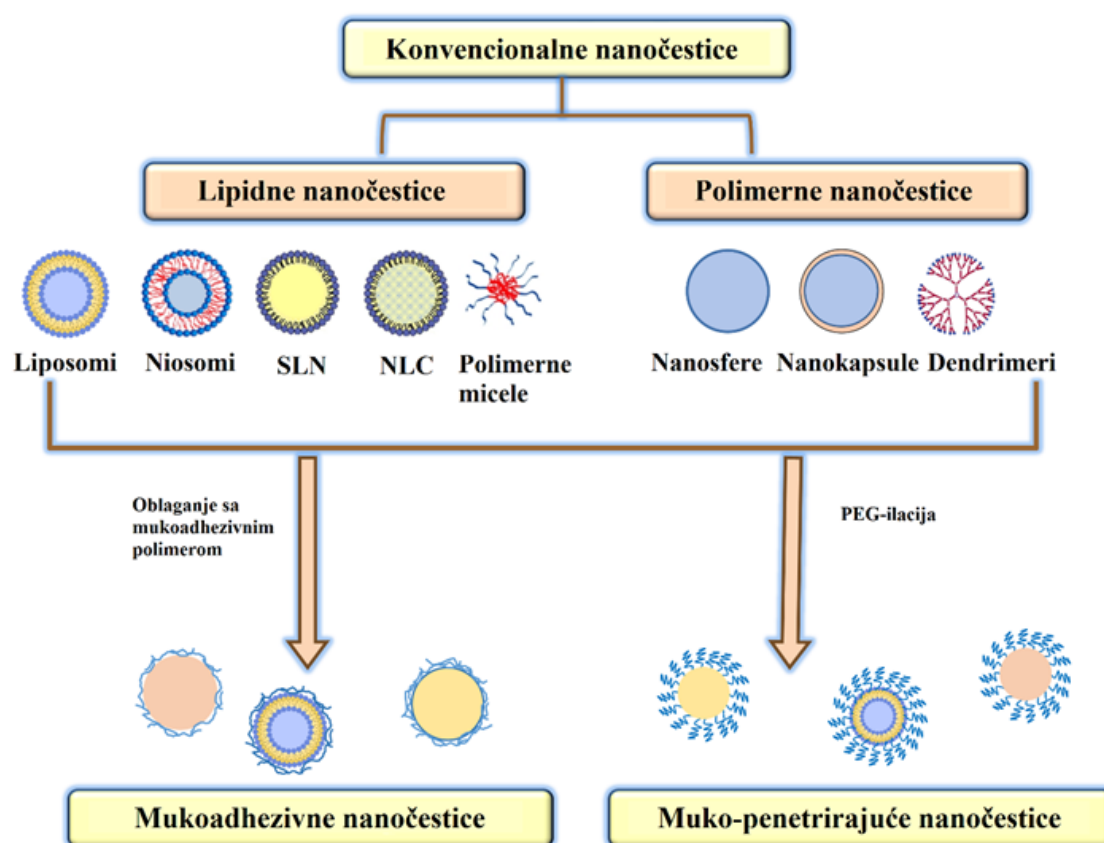 Konvencionalne nanočestice
Lipidne nanočestice
Polimerne nanočestice
Liposomi
Niosomi
SLN
NLC
Polimerne
micele
Nanosfere
Nanokapsule
Dendrimeri
Oblaganje sa
mukoadhezivnim
polimerom
PEG-ilacija
Mukoadhezivne nanočestice
Muko-penetrirajuće nanočestice